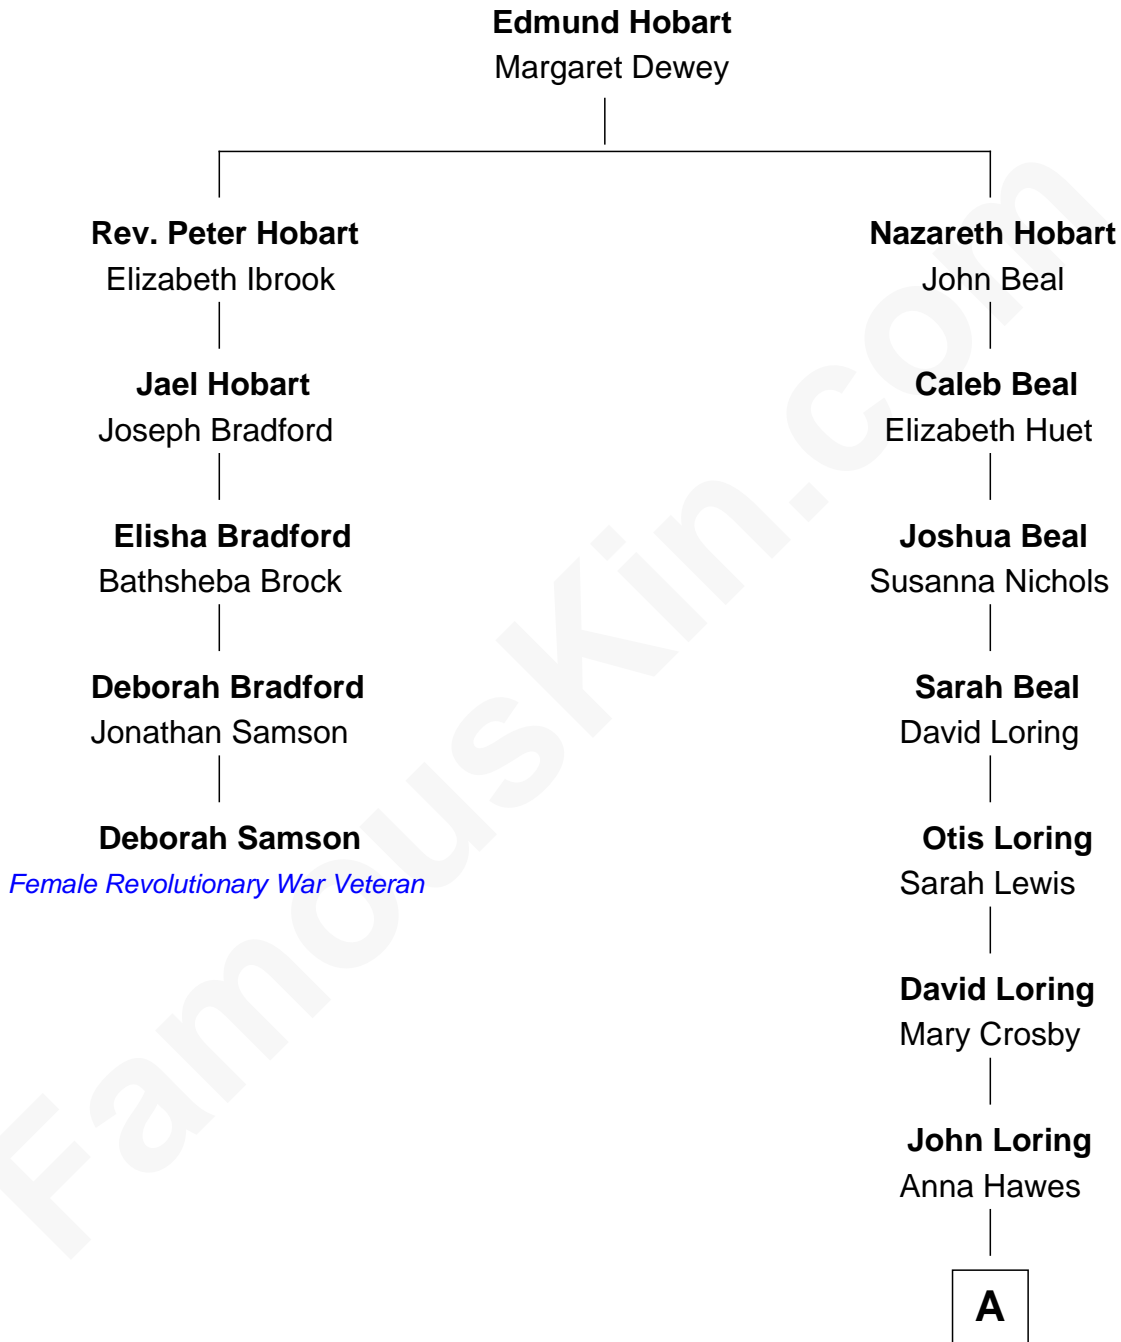 Edmund Hobart
Margaret Dewey
Rev. Peter Hobart
Elizabeth Ibrook
Jael Hobart
Joseph Bradford
Elisha Bradford
Bathsheba Brock
Deborah Bradford
Jonathan Samson
Deborah Samson
Female Revolutionary War Veteran
Nazareth Hobart
John Beal
Caleb Beal
Elizabeth Huet
Joshua Beal
Susanna Nichols
Sarah Beal
David Loring
Otis Loring
Sarah Lewis
David Loring
Mary Crosby
John Loring
Anna Hawes
A
FamousKin.com